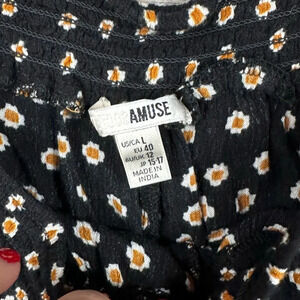 AMUSE
US/CA L
EU 40
AU/UK 12
JP 15-17
MADE IN
INDIA